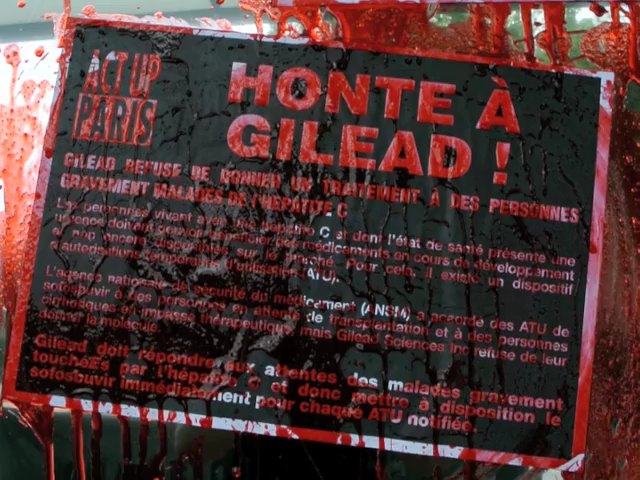 ACT UP
PARIS
HONTE À
GILEAD !
GILEAD REFUSE DE DONNER UN TRAITEMENT À DES PERSONNES
GRAVEMENT MALADES DE L'HÉPATITE C
Les personnes vivant avec une hépatite C et dont l'état de santé présente une
urgence doivent pouvoir bénéficier des médicaments en cours de développement
non encore disponibles sur le marché. Pour cela, il existe un dispositif
d'autorisations temporaires d'utilisation (ATU).
L'agence nationale de sécurité du médicament (ANSM) a accordé des ATU de
sofosbuvir à des personnes en attente de transplantation et à des personnes
cirrhotiques en impasse thérapeutique, mais Gilead Sciences Inc refuse de leur
donner la molécule.
Gilead doit répondre aux attentes des malades gravement
touchéEs par l'hépatite C et donc mettre à disposition le
sofosbuvir immédiatement pour chaque ATU notifiée.